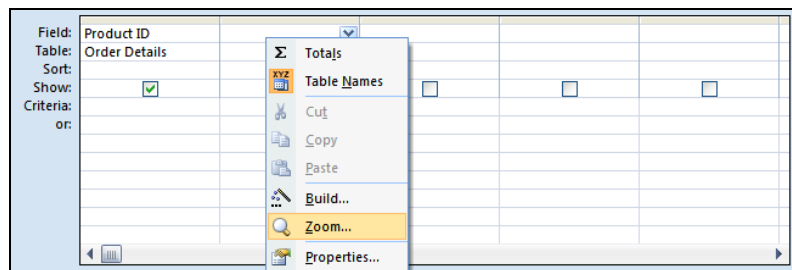 Field: Product ID
Table: Order Details
Sort:
Show:
Criteria:
or:
Σ Totals
XYZ Table Names
Cut
Copy
Paste
Build...
Zoom...
Properties...